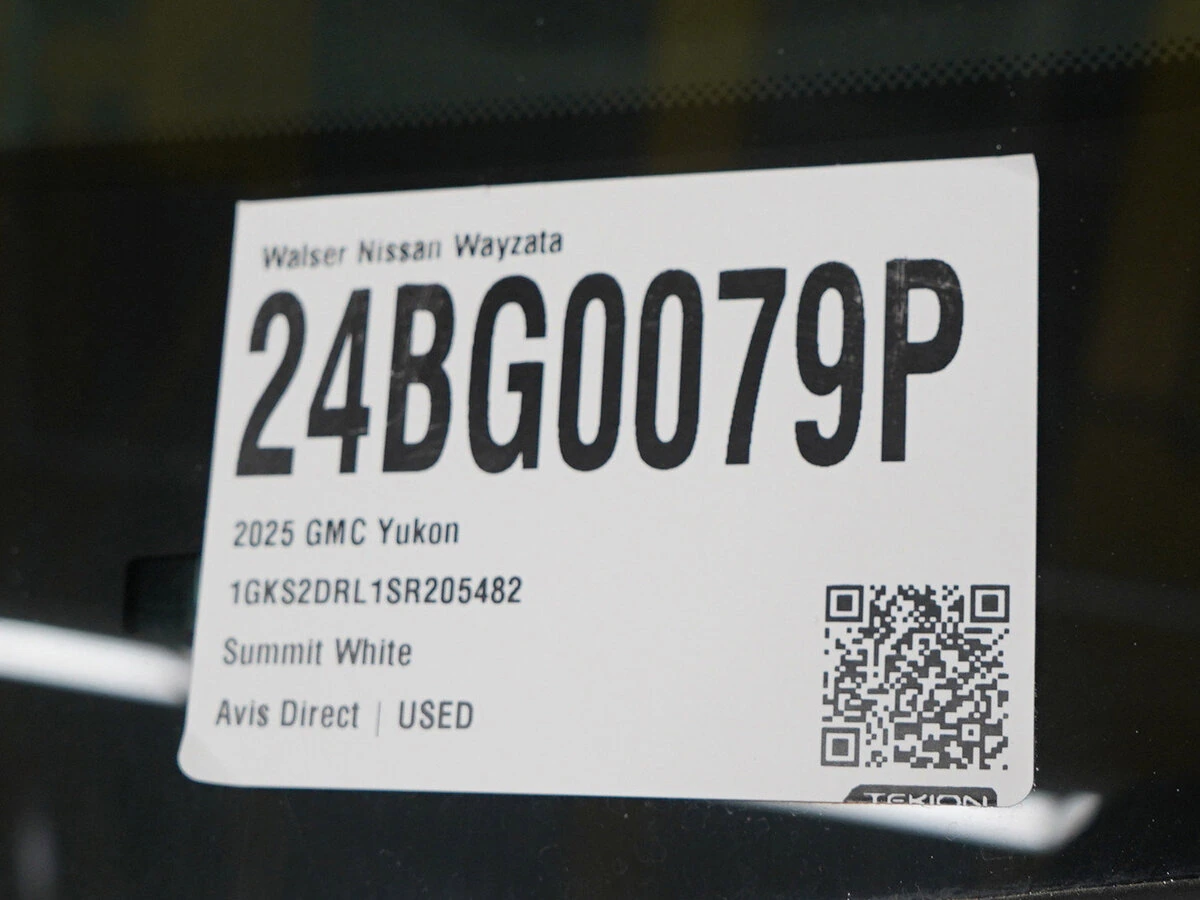 Walser Nissan Wayzata
24BG0079P
2025 GMC Yukon
1GKS2DRL1SR205482
Summit White
Avis Direct | USED
TEKION